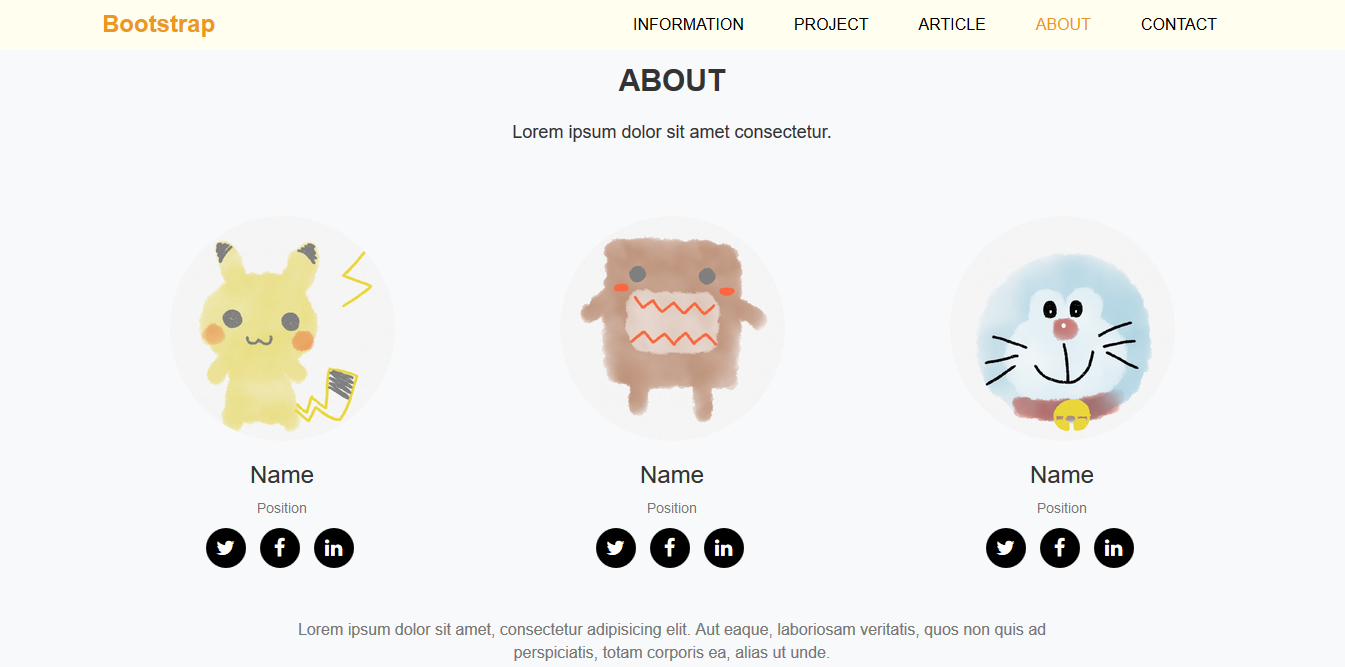 Bootstrap
INFORMATION PROJECT ARTICLE ABOUT CONTACT
ABOUT
Lorem ipsum dolor sit amet consectetur.
Name Name Name
Position Position Position
Lorem ipsum dolor sit amet, consectetur adipisicing elit. Aut eaque, laboriosam veritatis, quos non quis ad
perspiciatis, totam corporis ea, alias ut unde.